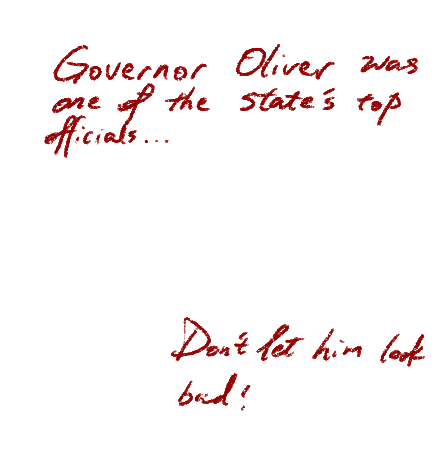 Governor Oliver was
one of the state's top
officials...
Don't let him look
bad!